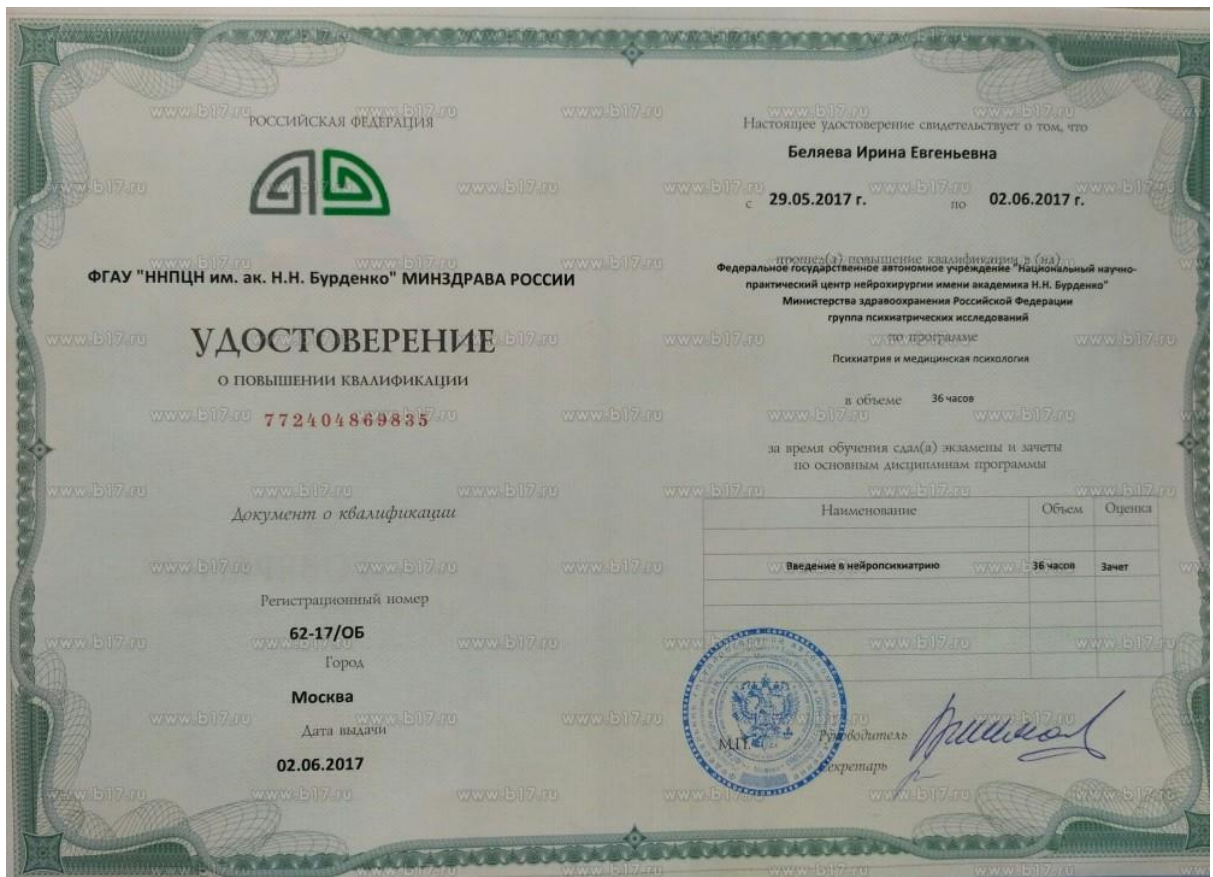 РОССИЙСКАЯ ФЕДЕРАЦИЯ
ФГАУ "ННПЦН им. ак. Н.Н. Бурденко" МИНЗДРАВА РОССИИ
УДОСТОВЕРЕНИЕ
О ПОВЫШЕНИИ КВАЛИФИКАЦИИ
772404869835
Документ о квалификации
Регистрационный номер
62-17/ОБ
Город
Москва
Дата выдачи
02.06.2017
Настоящее удостоверение свидетельствует о том, что
Беляева Ирина Евгеньевна
с 29.05.2017 г. по 02.06.2017 г.
прошел(а) повышение квалификации в (на)
Федеральное государственное автономное учреждение "Национальный научно-
практический центр нейрохирургии имени академика Н.Н. Бурденко"
Министерства здравоохранения Российской Федерации
группа психиатрических исследований
по программе
Психиатрия и медицинская психология
в объеме 36 часов
за время обучения сдал(а) экзамены и зачеты
по основным дисциплинам программы
Наименование Объем Оценка
Введение в нейропсихиатрию 36 часов Зачет
М.П.
Руководитель
Секретарь
www.b17.ru